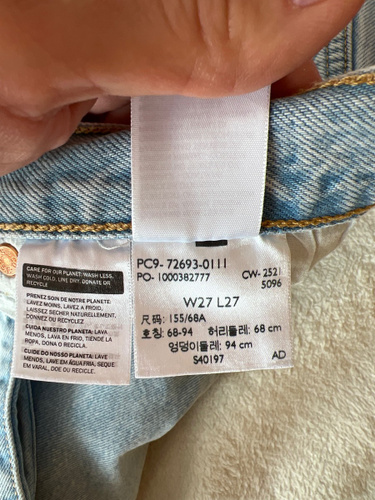 CARE FOR OUR PLANET: WASH LESS,
WASH COLD, LINE DRY, DONATE OR
RECYCLE
PRENEZ SOIN DE NOTRE PLANÈTE:
LAVEZ MOINS, LAVEZ A FROID,
LAISSEZ SÉCHER NATURELLEMENT,
DONNEZ OU RECYCLEZ
CUIDA NUESTRO PLANETA: LAVA
MENOS, LAVA EN FRIO, TIENDE LA
ROPA, DONA O RECICLA.
CUIDE DO NOSSO PLANETA: LAVE
MENOS, LAVE EM ÁGUA FRIA, SEQUE
EM VARAL, DOE OU RECICLE.
PC9- 72693-0111
PO- 1000382777 CW- 2521
5096
W27 L27
尺码: 155/68A
호칭: 68-94 허리둘레: 68 cm
엉덩이둘레: 94 cm
S40197 AD